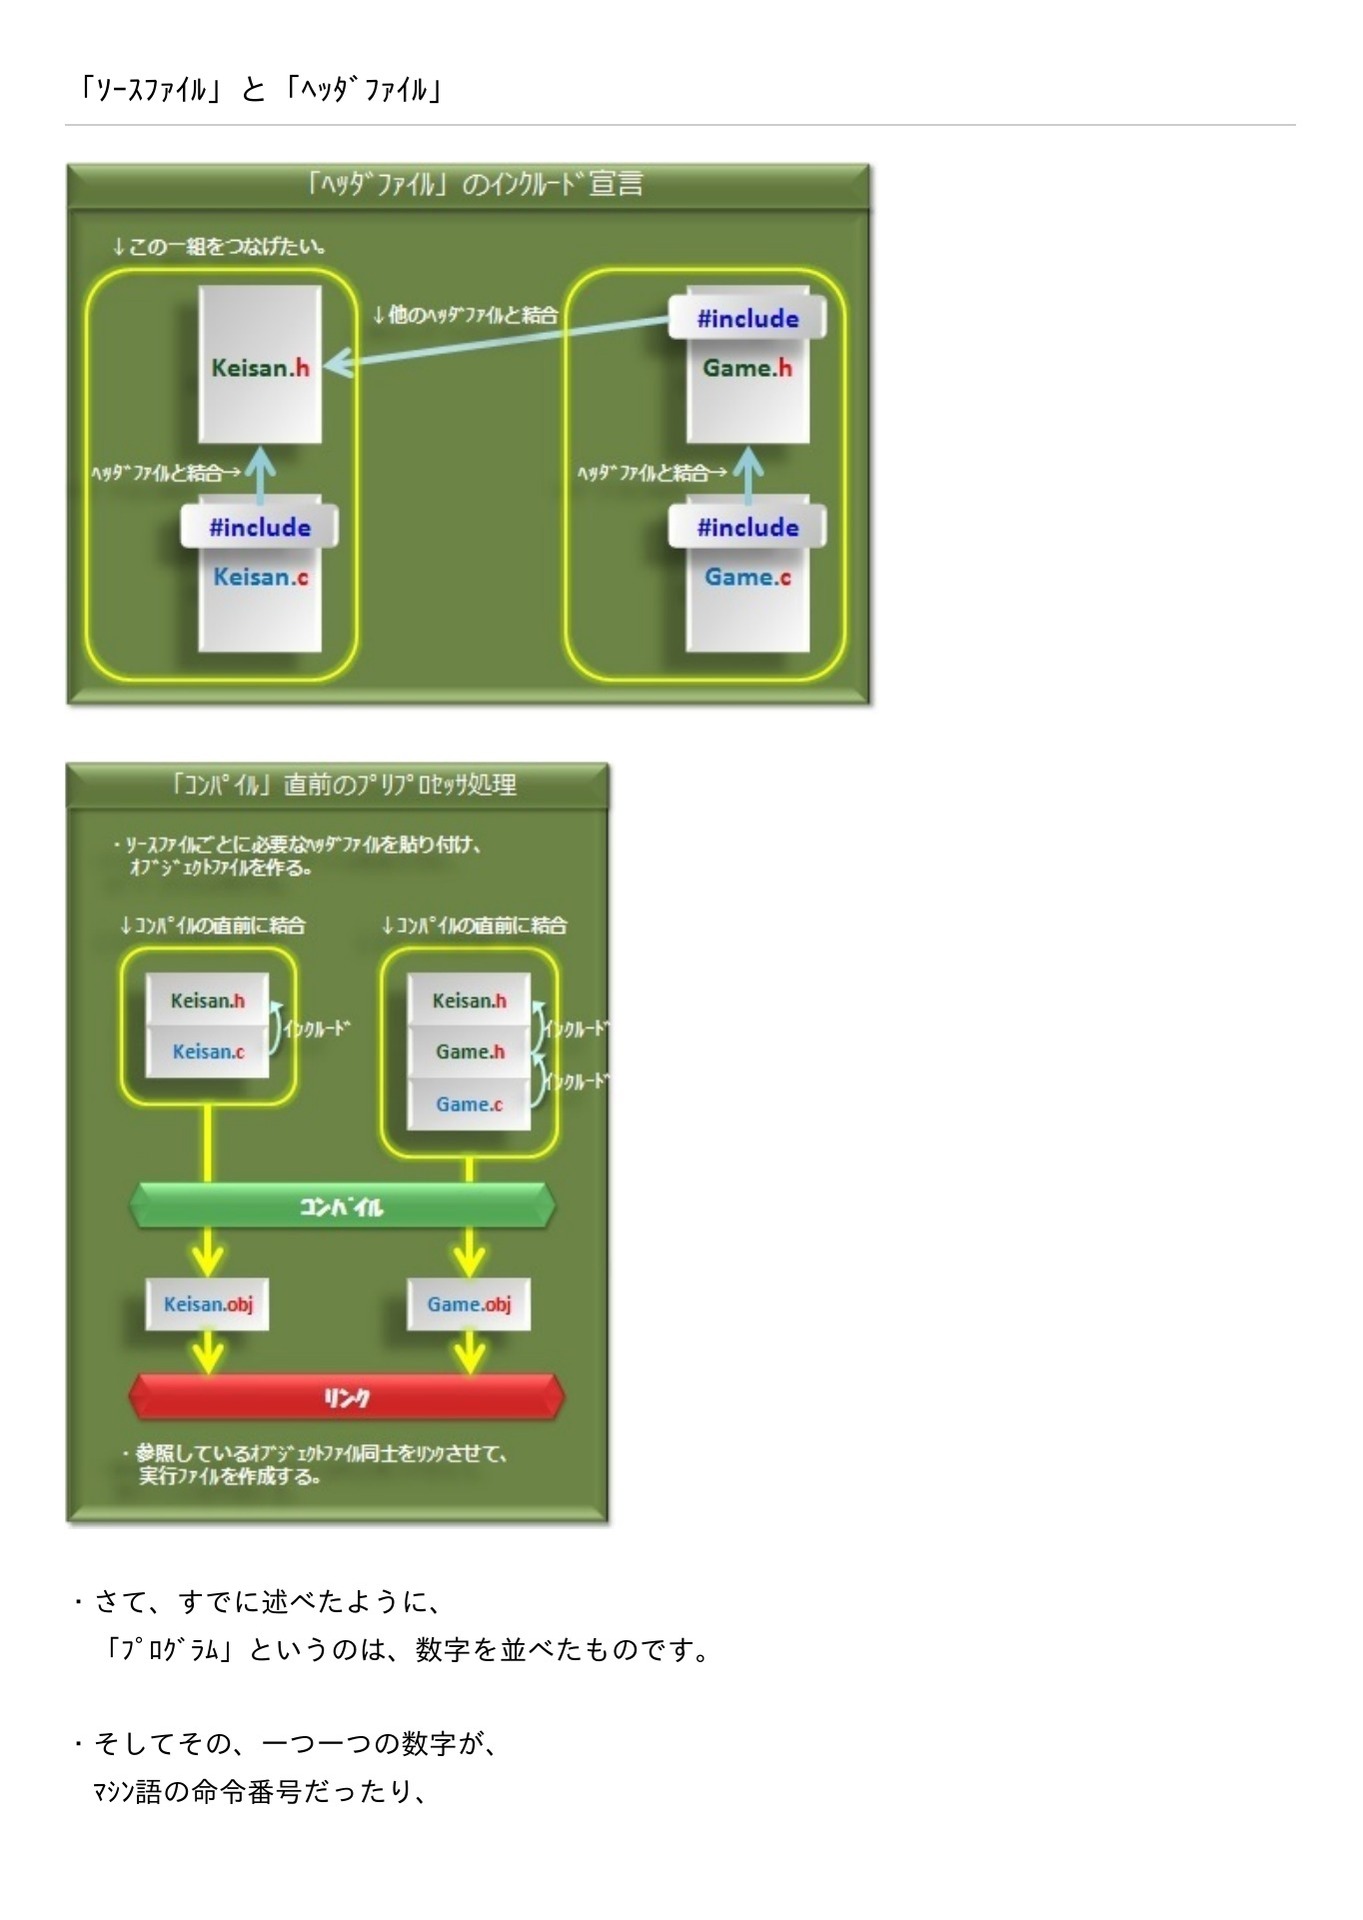 「ｿｰｽﾌｧｲﾙ」と「ﾍｯﾀﾞﾌｧｲﾙ」
「ﾍｯﾀﾞﾌｧｲﾙ」のｲﾝｸﾙｰﾄﾞ宣言
↓この一組をつなげたい。
↓他のﾍｯﾀﾞﾌｧｲﾙと結合
#include
Keisan.h
Game.h
ﾍｯﾀﾞﾌｧｲﾙと結合→
ﾍｯﾀﾞﾌｧｲﾙと結合→
#include
#include
Keisan.c
Game.c
「ｺﾝﾊﾟｲﾙ」直前のﾌﾟﾘﾌﾟﾛｾｯｻ処理
・ｿｰｽﾌｧｲﾙごとに必要なﾍｯﾀﾞﾌｧｲﾙを貼り付け、
ｵﾌﾞｼﾞｪｸﾄﾌｧｲﾙを作る。
↓ｺﾝﾊﾟｲﾙの直前に結合
↓ｺﾝﾊﾟｲﾙの直前に結合
Keisan.h
ｲﾝｸﾙｰﾄﾞ
Keisan.c
Keisan.h
ｲﾝｸﾙｰﾄﾞ
Game.h
ｲﾝｸﾙｰﾄﾞ
Game.c
ｺﾝﾊﾟｲﾙ
Keisan.obj
Game.obj
ﾘﾝｸ
・参照しているｵﾌﾞｼﾞｪｸﾄﾌｧｲﾙ同士をﾘﾝｸさせて、
実行ﾌｧｲﾙを作成する。
・さて、すでに述べたように、
「ﾌﾟﾛｸﾞﾗﾑ」というのは、数字を並べたものです。
・そしてその、一つ一つの数字が、
ﾏｼﾝ語の命令番号だったり、